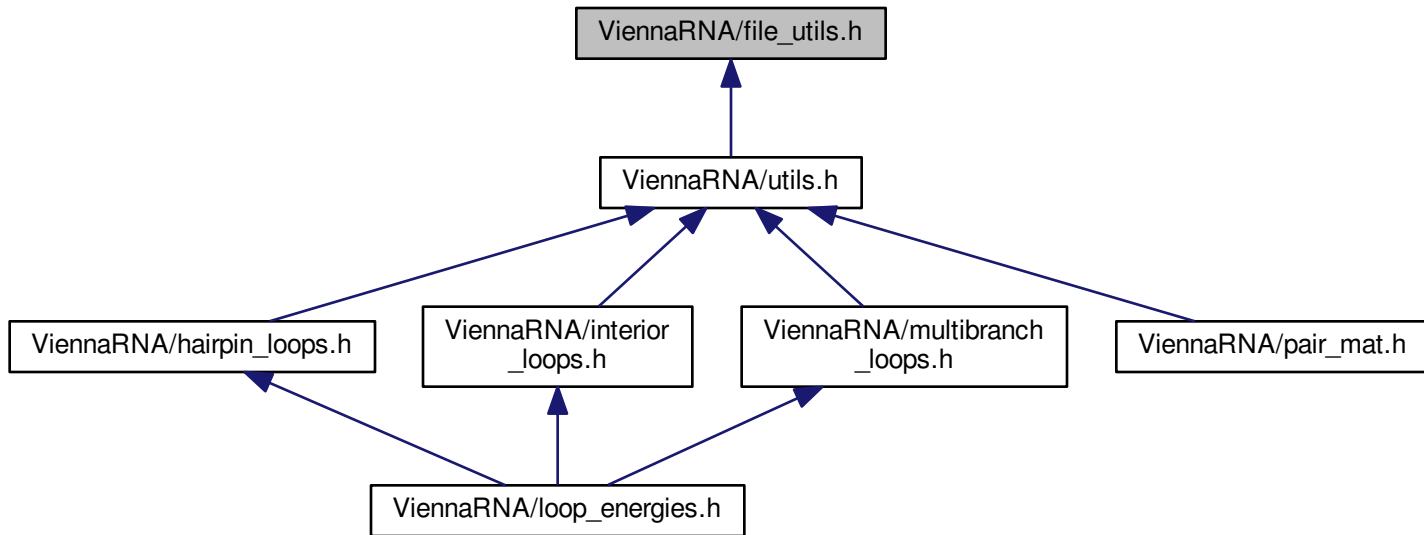 ViennaRNA/file_utils.h
ViennaRNA/utils.h
ViennaRNA/hairpin_loops.h
ViennaRNA/interior
_loops.h
ViennaRNA/multibranch
_loops.h
ViennaRNA/pair_mat.h
ViennaRNA/loop_energies.h